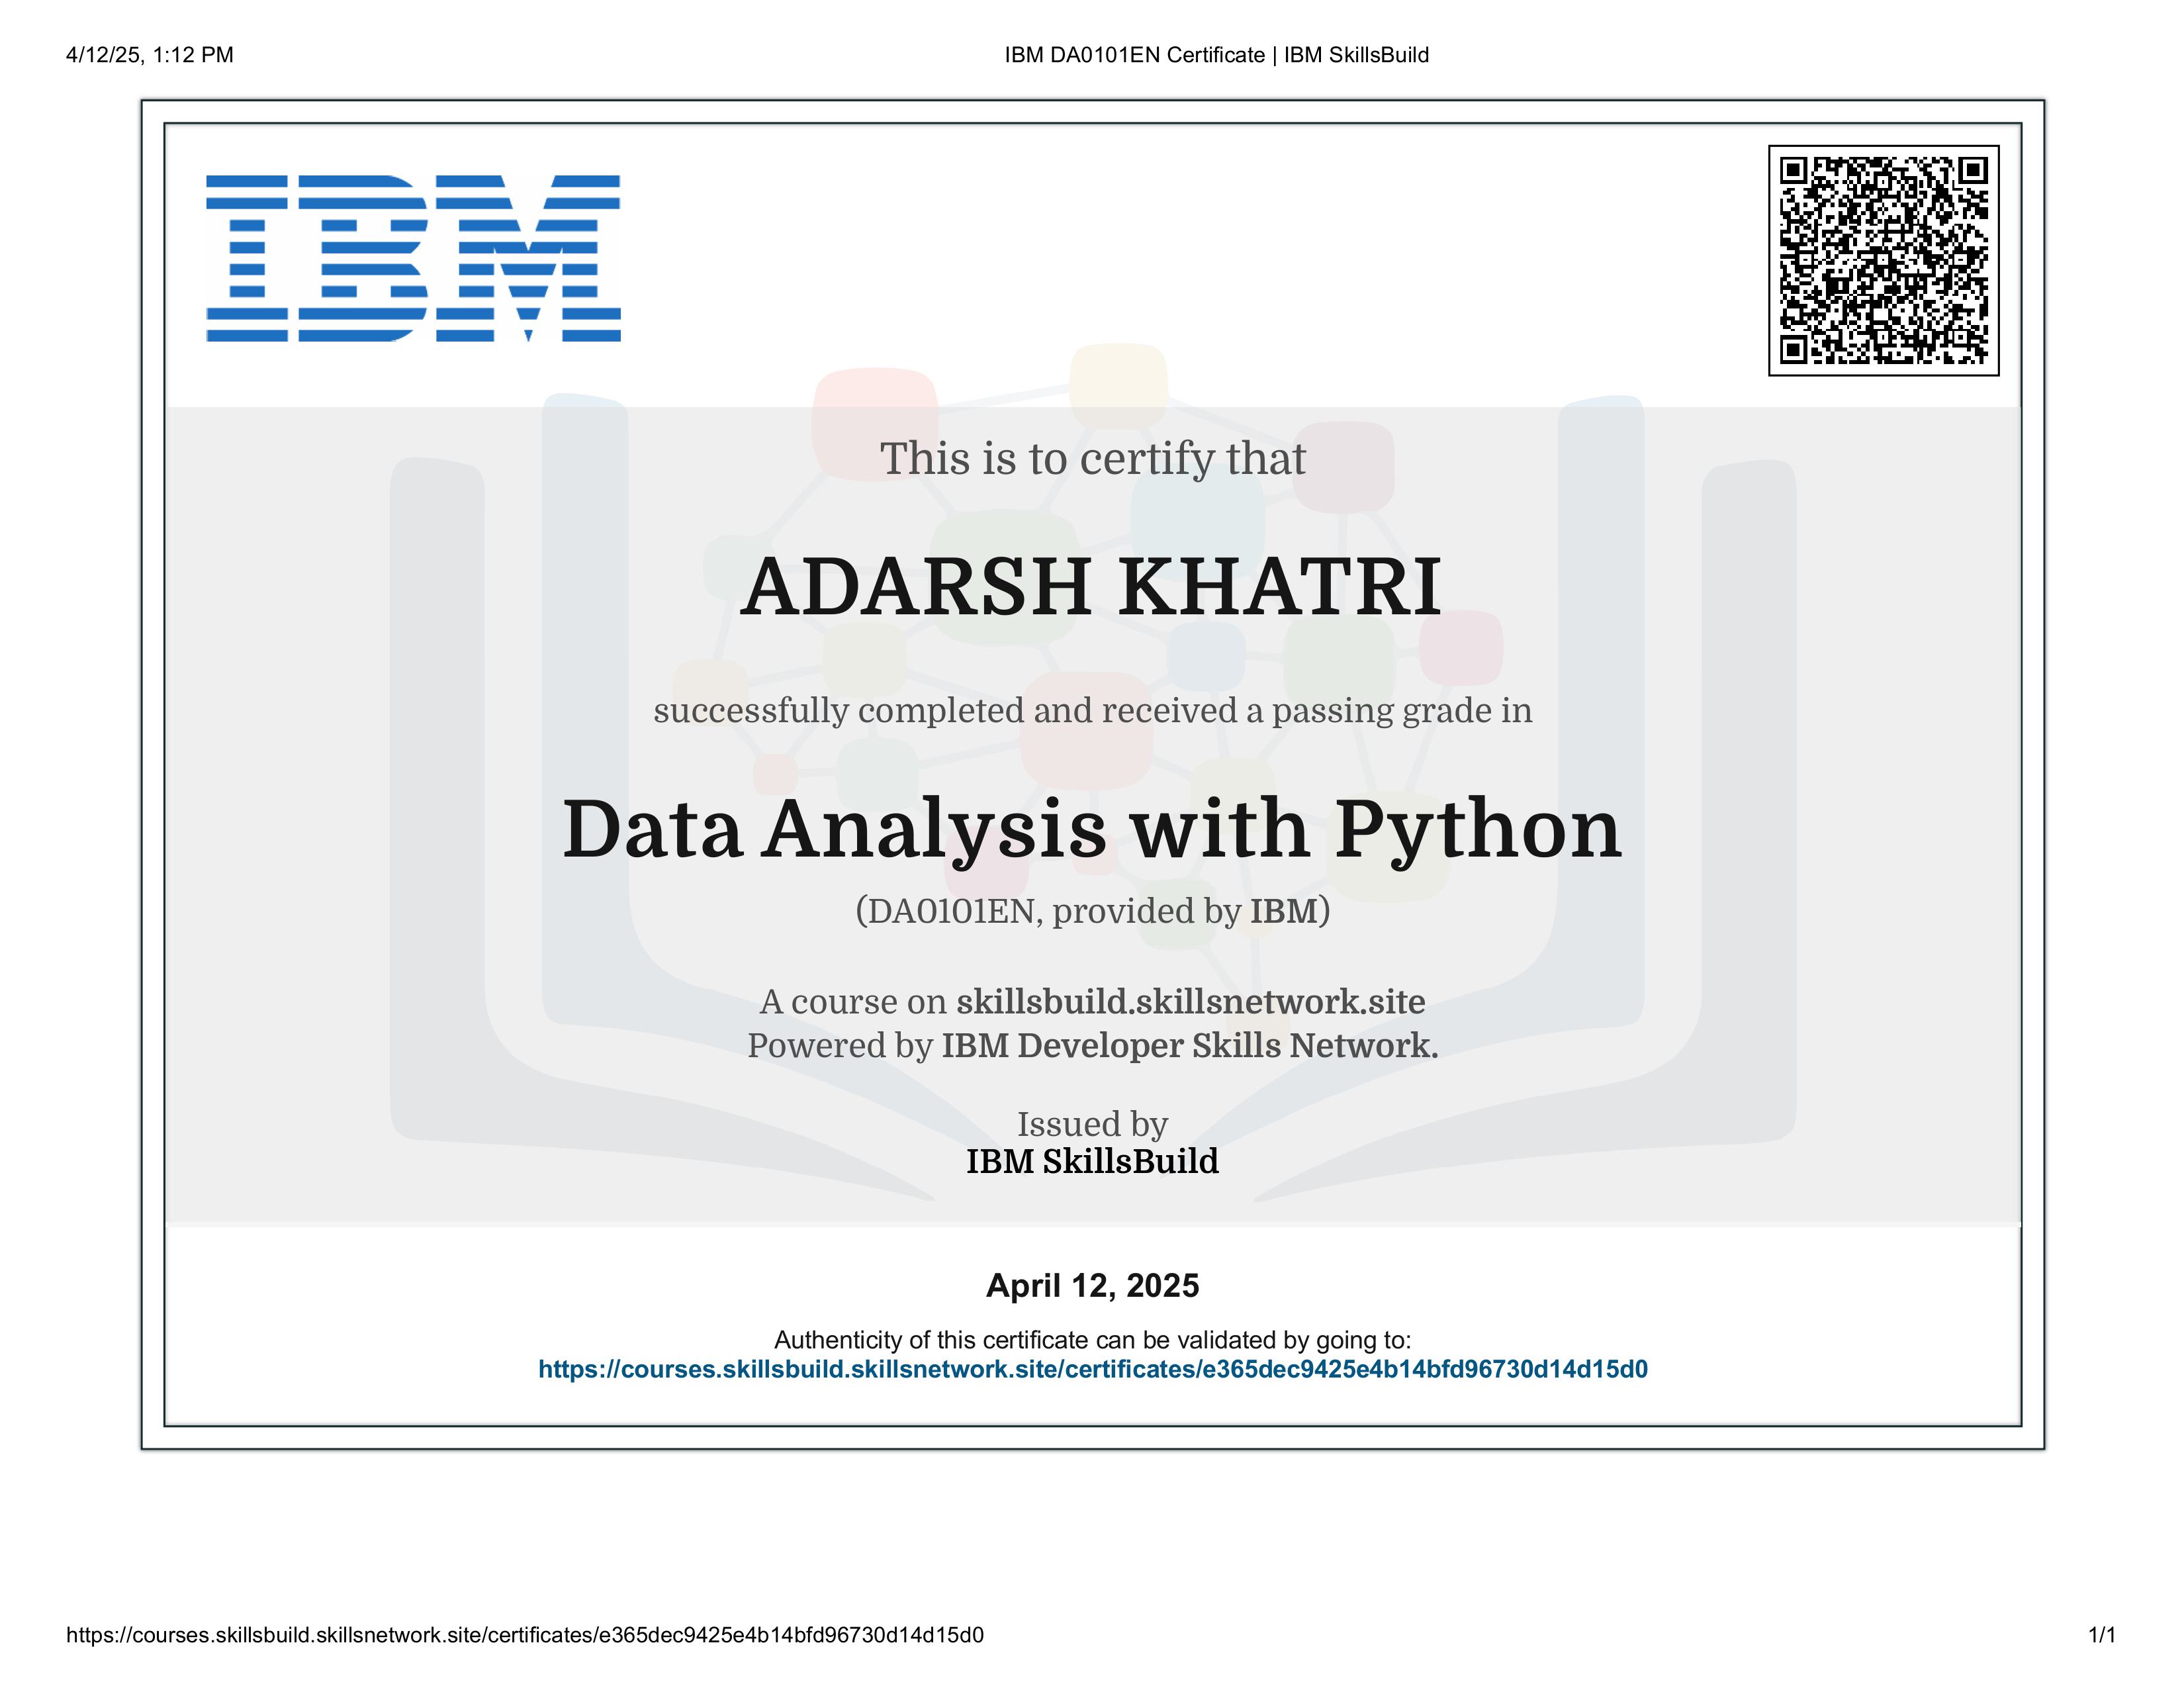 4/12/25, 1:12 PM
IBM DA0101EN Certificate | IBM SkillsBuild
IBM
This is to certify that
ADARSH KHATRI
successfully completed and received a passing grade in
Data Analysis with Python
(DA0101EN, provided by IBM)
A course on skillsbuild.skillsnetwork.site
Powered by IBM Developer Skills Network.
Issued by
IBM SkillsBuild
April 12, 2025
Authenticity of this certificate can be validated by going to:
https://courses.skillsbuild.skillsnetwork.site/certificates/e365dec9425e4b14bfd96730d14d15d0
https://courses.skillsbuild.skillsnetwork.site/certificates/e365dec9425e4b14bfd96730d14d15d0
1/1